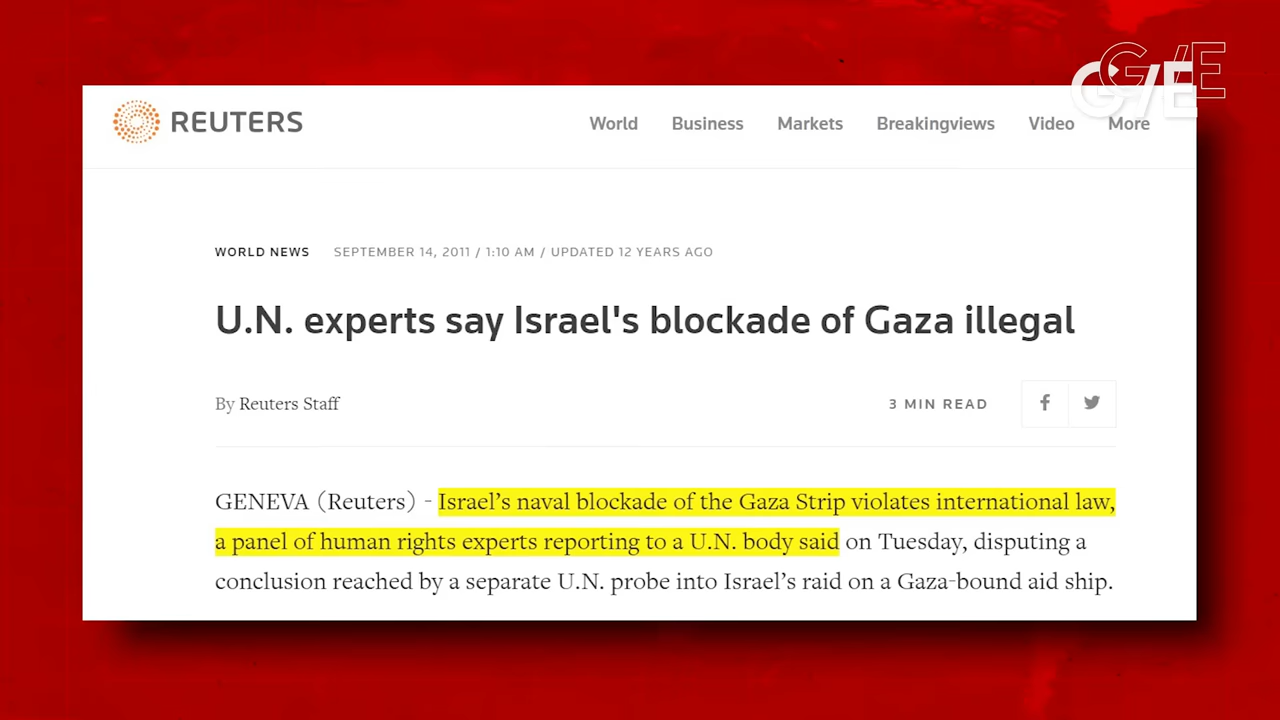 G/E
G/E
REUTERS
World Business Markets Breakingviews Video More
WORLD NEWS SEPTEMBER 14, 2011 / 1:10 AM / UPDATED 12 YEARS AGO
U.N. experts say Israel's blockade of Gaza illegal
By Reuters Staff
3 MIN READ
GENEVA (Reuters) - Israel’s naval blockade of the Gaza Strip violates international law,
a panel of human rights experts reporting to a U.N. body said on Tuesday, disputing a
conclusion reached by a separate U.N. probe into Israel’s raid on a Gaza-bound aid ship.